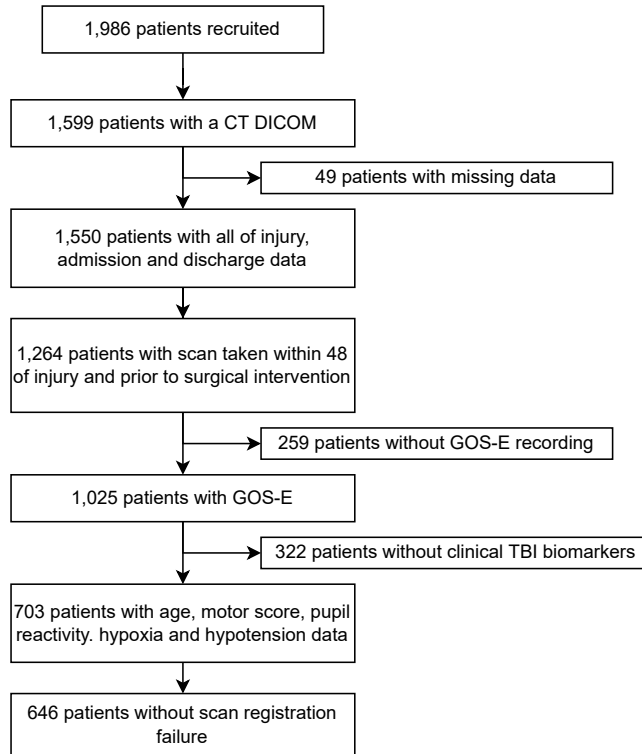 1,986 patients recruited
1,599 patients with a CT DICOM
49 patients with missing data
1,550 patients with all of injury,
admission and discharge data
1,264 patients with scan taken within 48
of injury and prior to surgical intervention
259 patients without GOS-E recording
1,025 patients with GOS-E
322 patients without clinical TBI biomarkers
703 patients with age, motor score, pupil
reactivity. hypoxia and hypotension data
646 patients without scan registration
failure